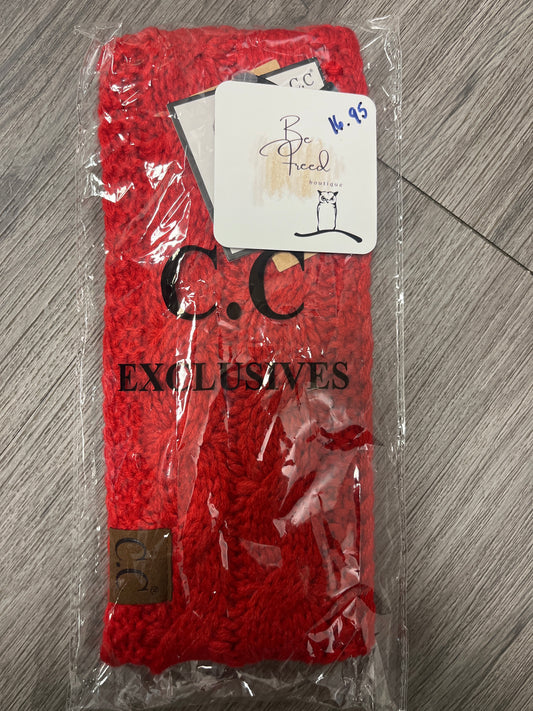 C.C®
16.95
Be
Freed
boutique
C.C
EXCLUSIVES
C.C®